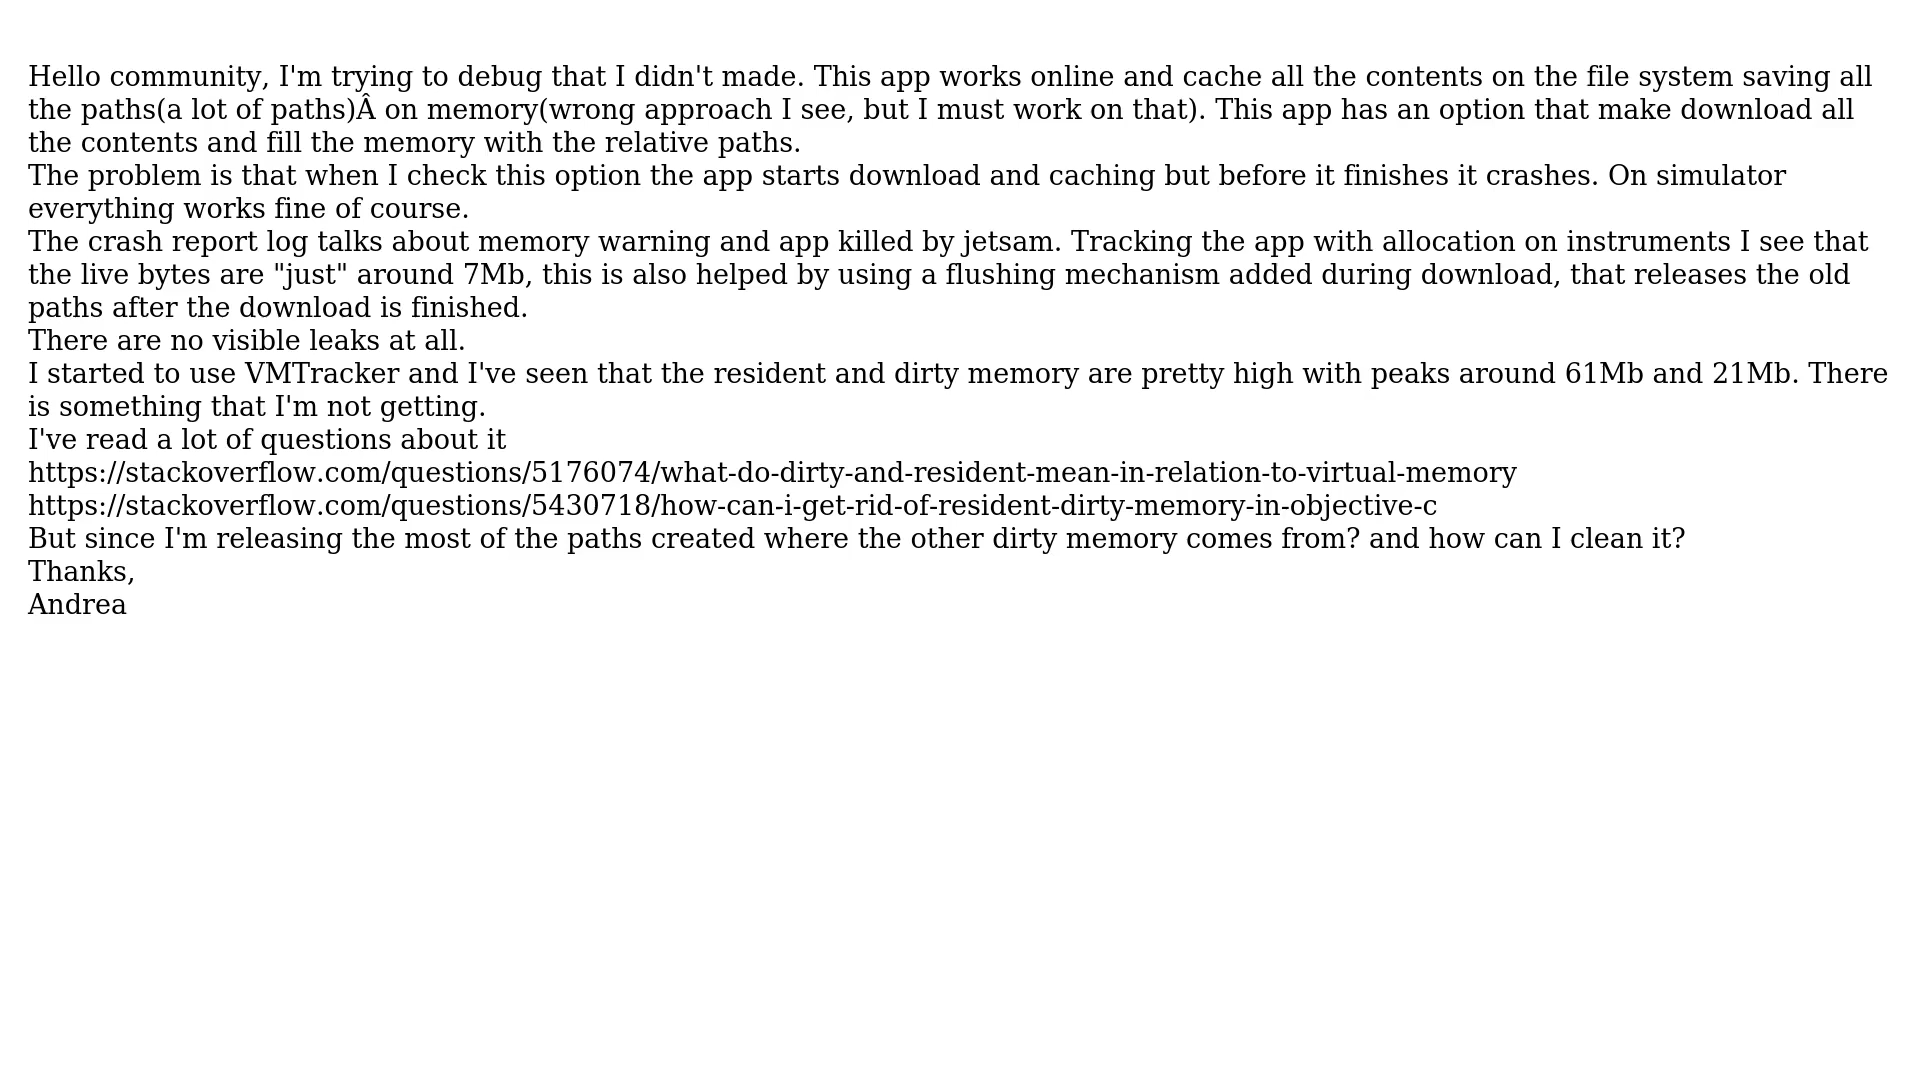 Hello community, I'm trying to debug that I didn't made. This app works online and cache all the contents on the file system saving all
the paths(a lot of paths)Â on memory(wrong approach I see, but I must work on that). This app has an option that make download all
the contents and fill the memory with the relative paths.
The problem is that when I check this option the app starts download and caching but before it finishes it crashes. On simulator
everything works fine of course.
The crash report log talks about memory warning and app killed by jetsam. Tracking the app with allocation on instruments I see that
the live bytes are "just" around 7Mb, this is also helped by using a flushing mechanism added during download, that releases the old
paths after the download is finished.
There are no visible leaks at all.
I started to use VMTracker and I've seen that the resident and dirty memory are pretty high with peaks around 61Mb and 21Mb. There
is something that I'm not getting.
I've read a lot of questions about it
https://stackoverflow.com/questions/5176074/what-do-dirty-and-resident-mean-in-relation-to-virtual-memory
https://stackoverflow.com/questions/5430718/how-can-i-get-rid-of-resident-dirty-memory-in-objective-c
But since I'm releasing the most of the paths created where the other dirty memory comes from? and how can I clean it?
Thanks,
Andrea